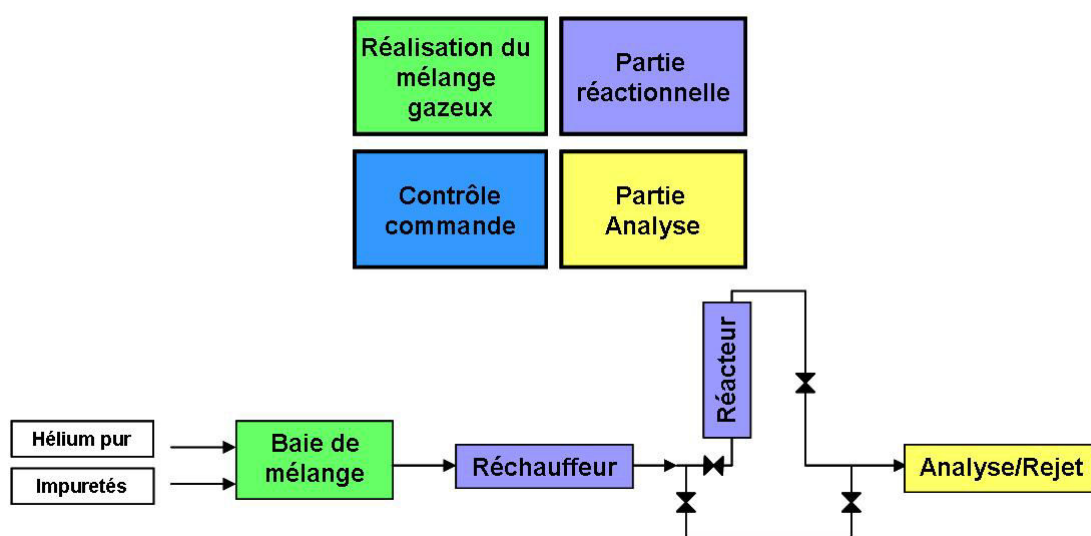 Réalisation du
mélange
gazeux
Partie
réactionnelle
Contrôle
commande
Partie
Analyse
Réacteur
Hélium pur
Impuretés
Baie de
mélange
Réchauffeur
Analyse/Rejet